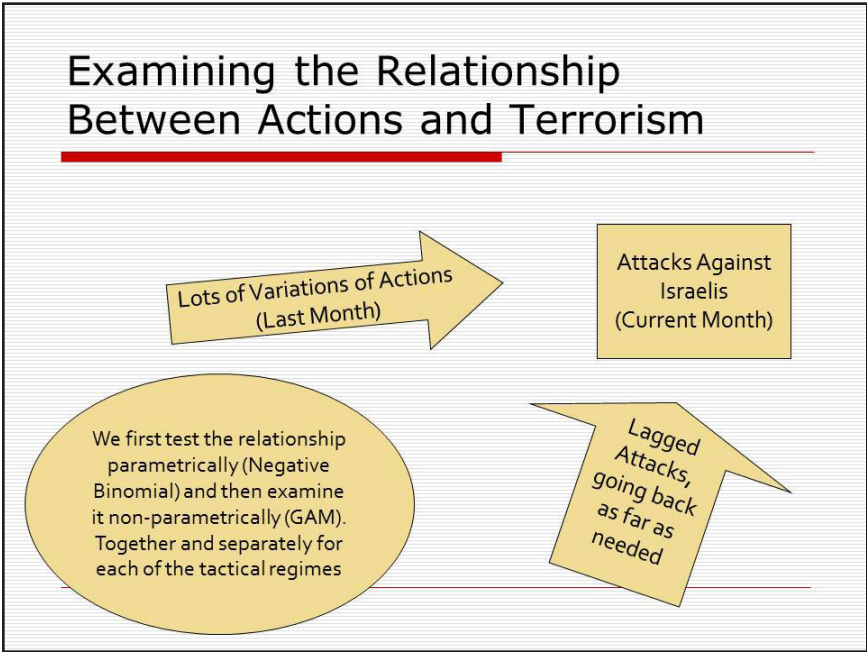 Examining the Relationship
Between Actions and Terrorism
Lots of Variations of Actions
(Last Month)
Attacks Against
Israelis
(Current Month)
We first test the relationship
parametrically (Negative
Binomial) and then examine
it non-parametrically (GAM).
Together and separately for
each of the tactical regimes
Lagged
Attacks,
going back
as far as
needed